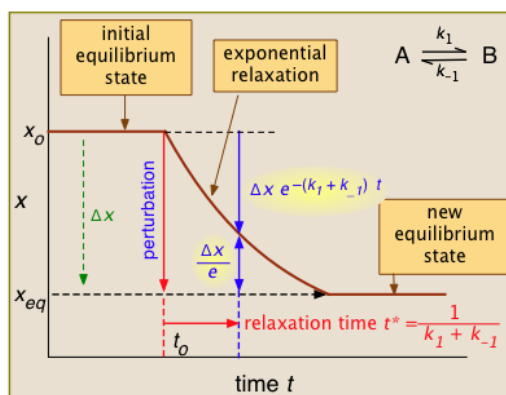 initial
equilibrium
state
exponential
relaxation
k₁
A ⇌ B
k₋₁
xₒ
x
Δx
perturbation
Δx e^−(k₁ + k_₁) t
Δx
e
new
equilibrium
state
x_eq
relaxation time t* = 1
k₁ + k₋₁
tₒ
time t